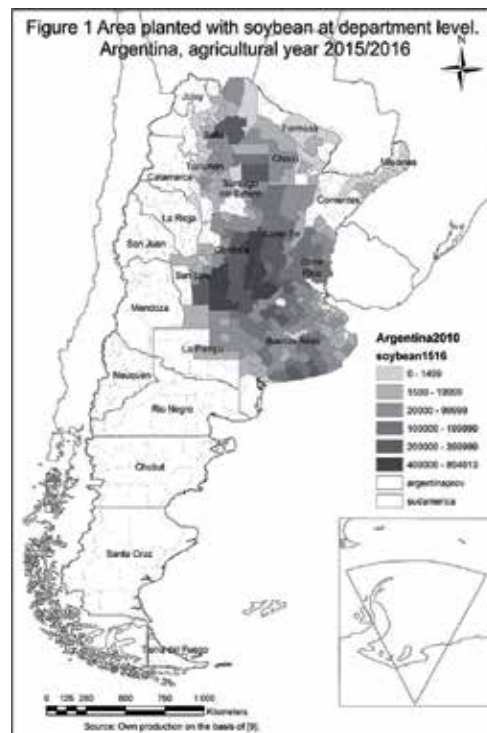 Figure 1 Area planted with soybean at department level.
Argentina, agricultural year 2015/2016
N
Jujuy
Salta
Formosa
Chaco
Tucumán
Misiones
Catamarca
Santiago
del Estero
Corrientes
La Rioja
Santa Fe
San Juan
Córdoba
Entre
Ríos
San Luis
Mendoza
Buenos Aires
La Pampa
Neuquén
Río Negro
Chubut
Santa Cruz
Tierra del Fuego
Argentina2010
soybean1516
0 - 1499
1500 - 19999
20000 - 99999
100000 - 199999
200000 - 399999
argentinaprov
sudamerica
Kilometers
Source: Own production on the basis of [9].